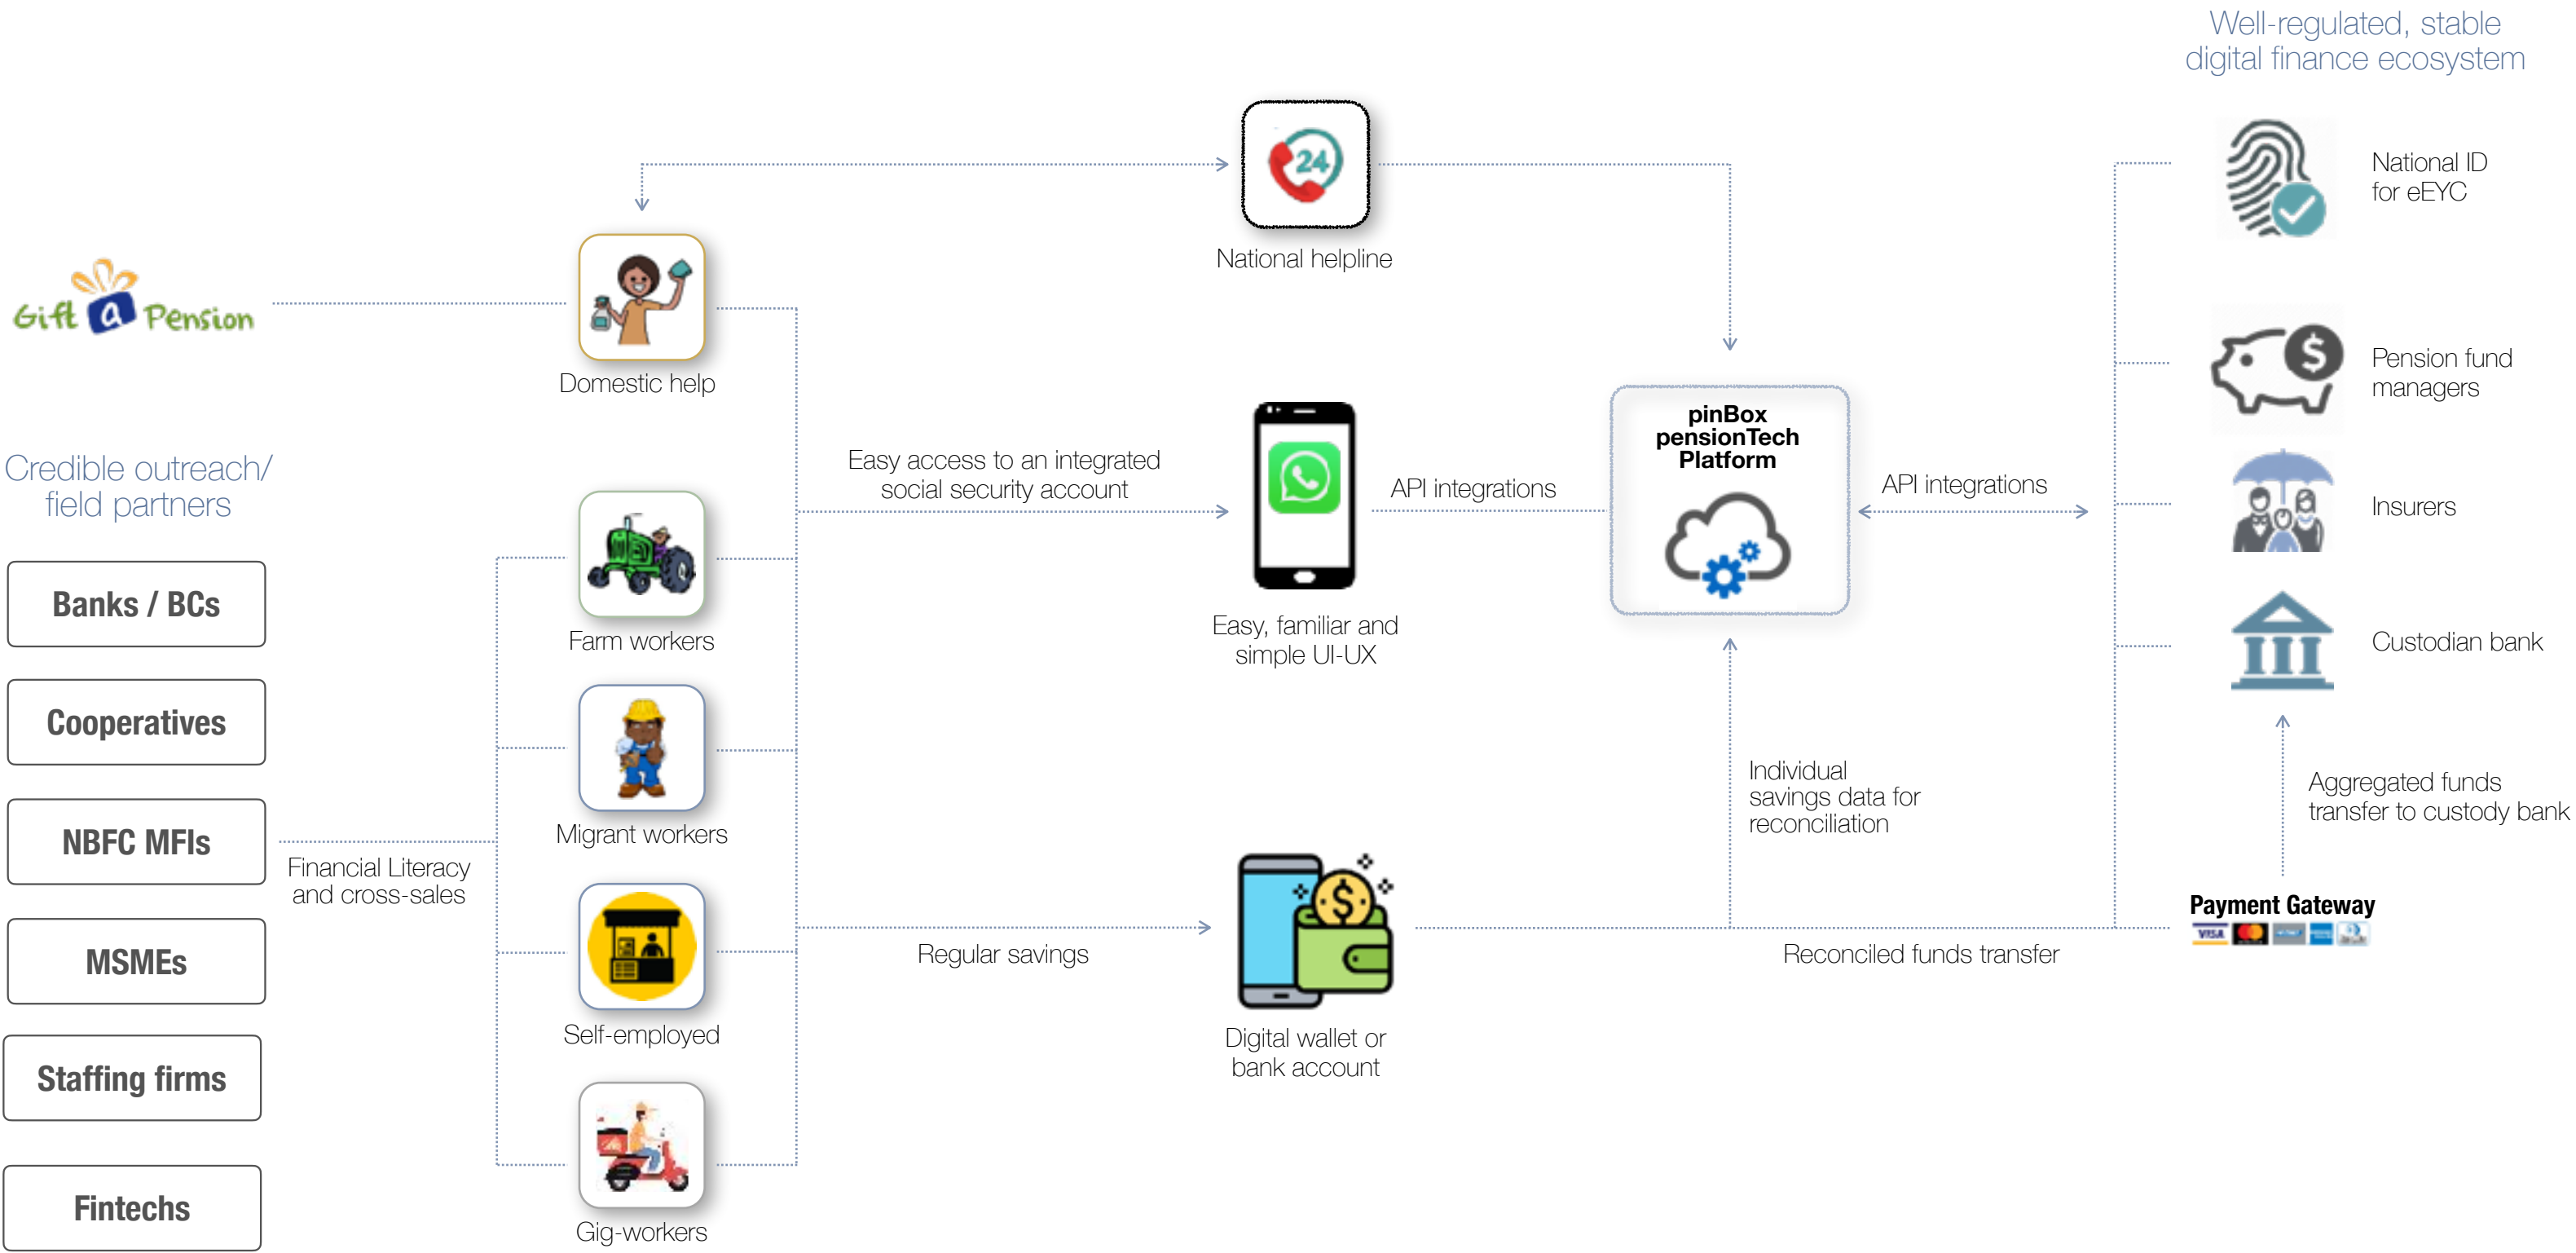 Well-regulated, stable
digital finance ecosystem
24
National helpline
National ID
for eEYC
Gift a Pension
Domestic help
Pension fund
managers
$
pinBox
pensionTech
Platform
Credible outreach/
field partners
Easy access to an integrated
social security account
API integrations
API integrations
Insurers
Banks / BCs
Farm workers
Easy, familiar and
simple UI-UX
Custodian bank
Cooperatives
NBFC MFIs
Migrant workers
Individual
savings data for
reconciliation
Aggregated funds
transfer to custody bank
Financial Literacy
and cross-sales
$
Payment Gateway
VISA
MSMEs
Regular savings
Reconciled funds transfer
Self-employed
Digital wallet or
bank account
Staffing firms
Fintechs
Gig-workers